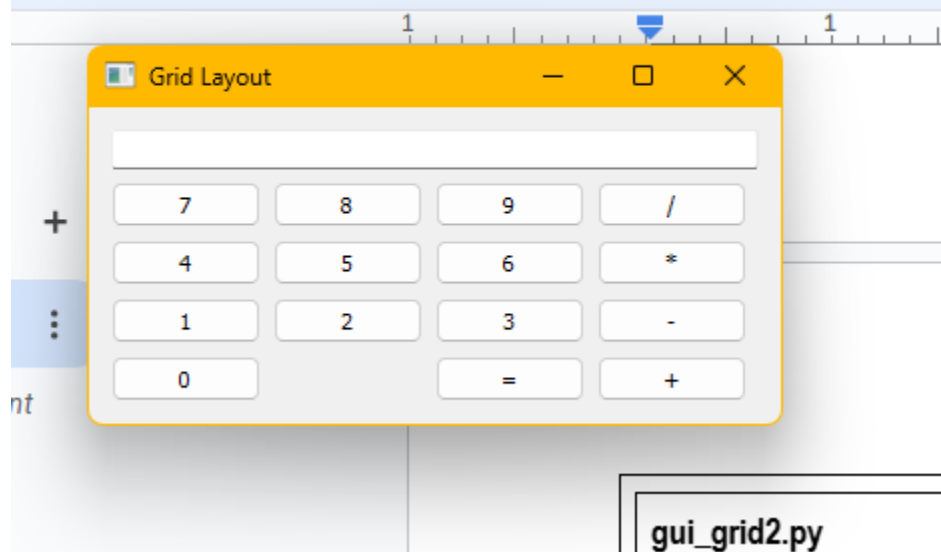 1 1
Grid Layout
7 8 9 /
4 5 6 *
1 2 3 -
0 = +
nt
gui_grid2.py